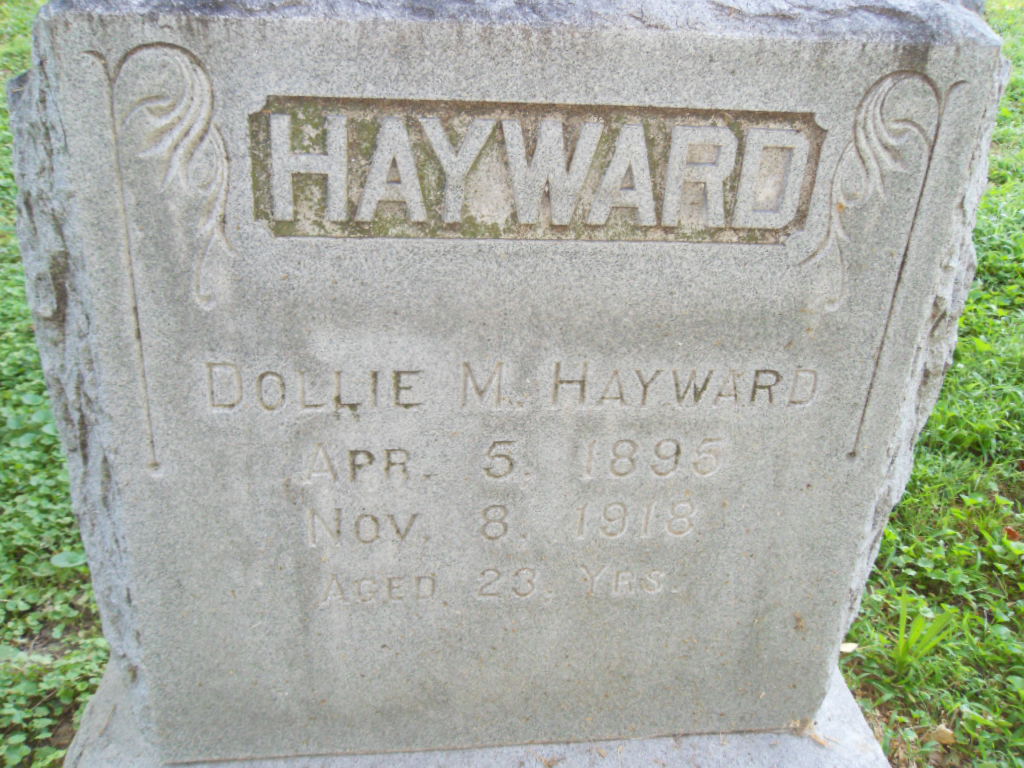 HAYWARD
DOLLIE M. HAYWARD
APR. 5, 1895
NOV. 8, 1918
AGED 23 YRS.